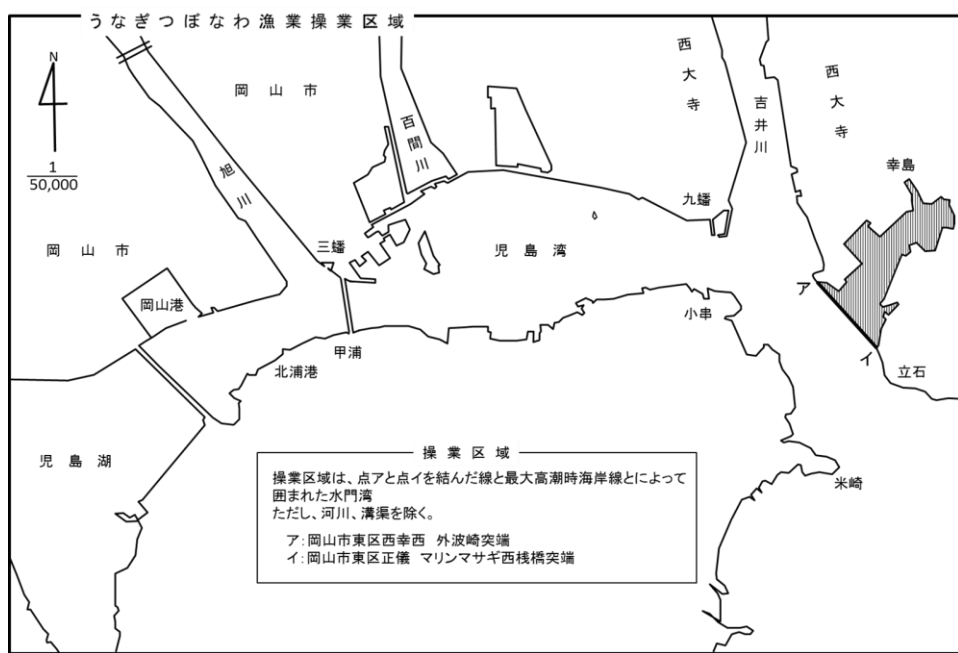 うなぎつぼなわ漁業操業区域
N
1
50,000
岡山市
旭川
百間川
西大寺
吉井川
西大寺
幸島
九蟠
岡山市
三蟠
児島湾
岡山港
ア
小串
甲浦
北浦港
イ
立石
児島湖
米崎
操業区域
操業区域は、点アと点イを結んだ線と最大高潮時海岸線とによって
囲まれた水門湾
ただし、河川、溝渠を除く。
ア:岡山市東区西幸西 外波崎突端
イ:岡山市東区正儀 マリンマサギ西桟橋突端